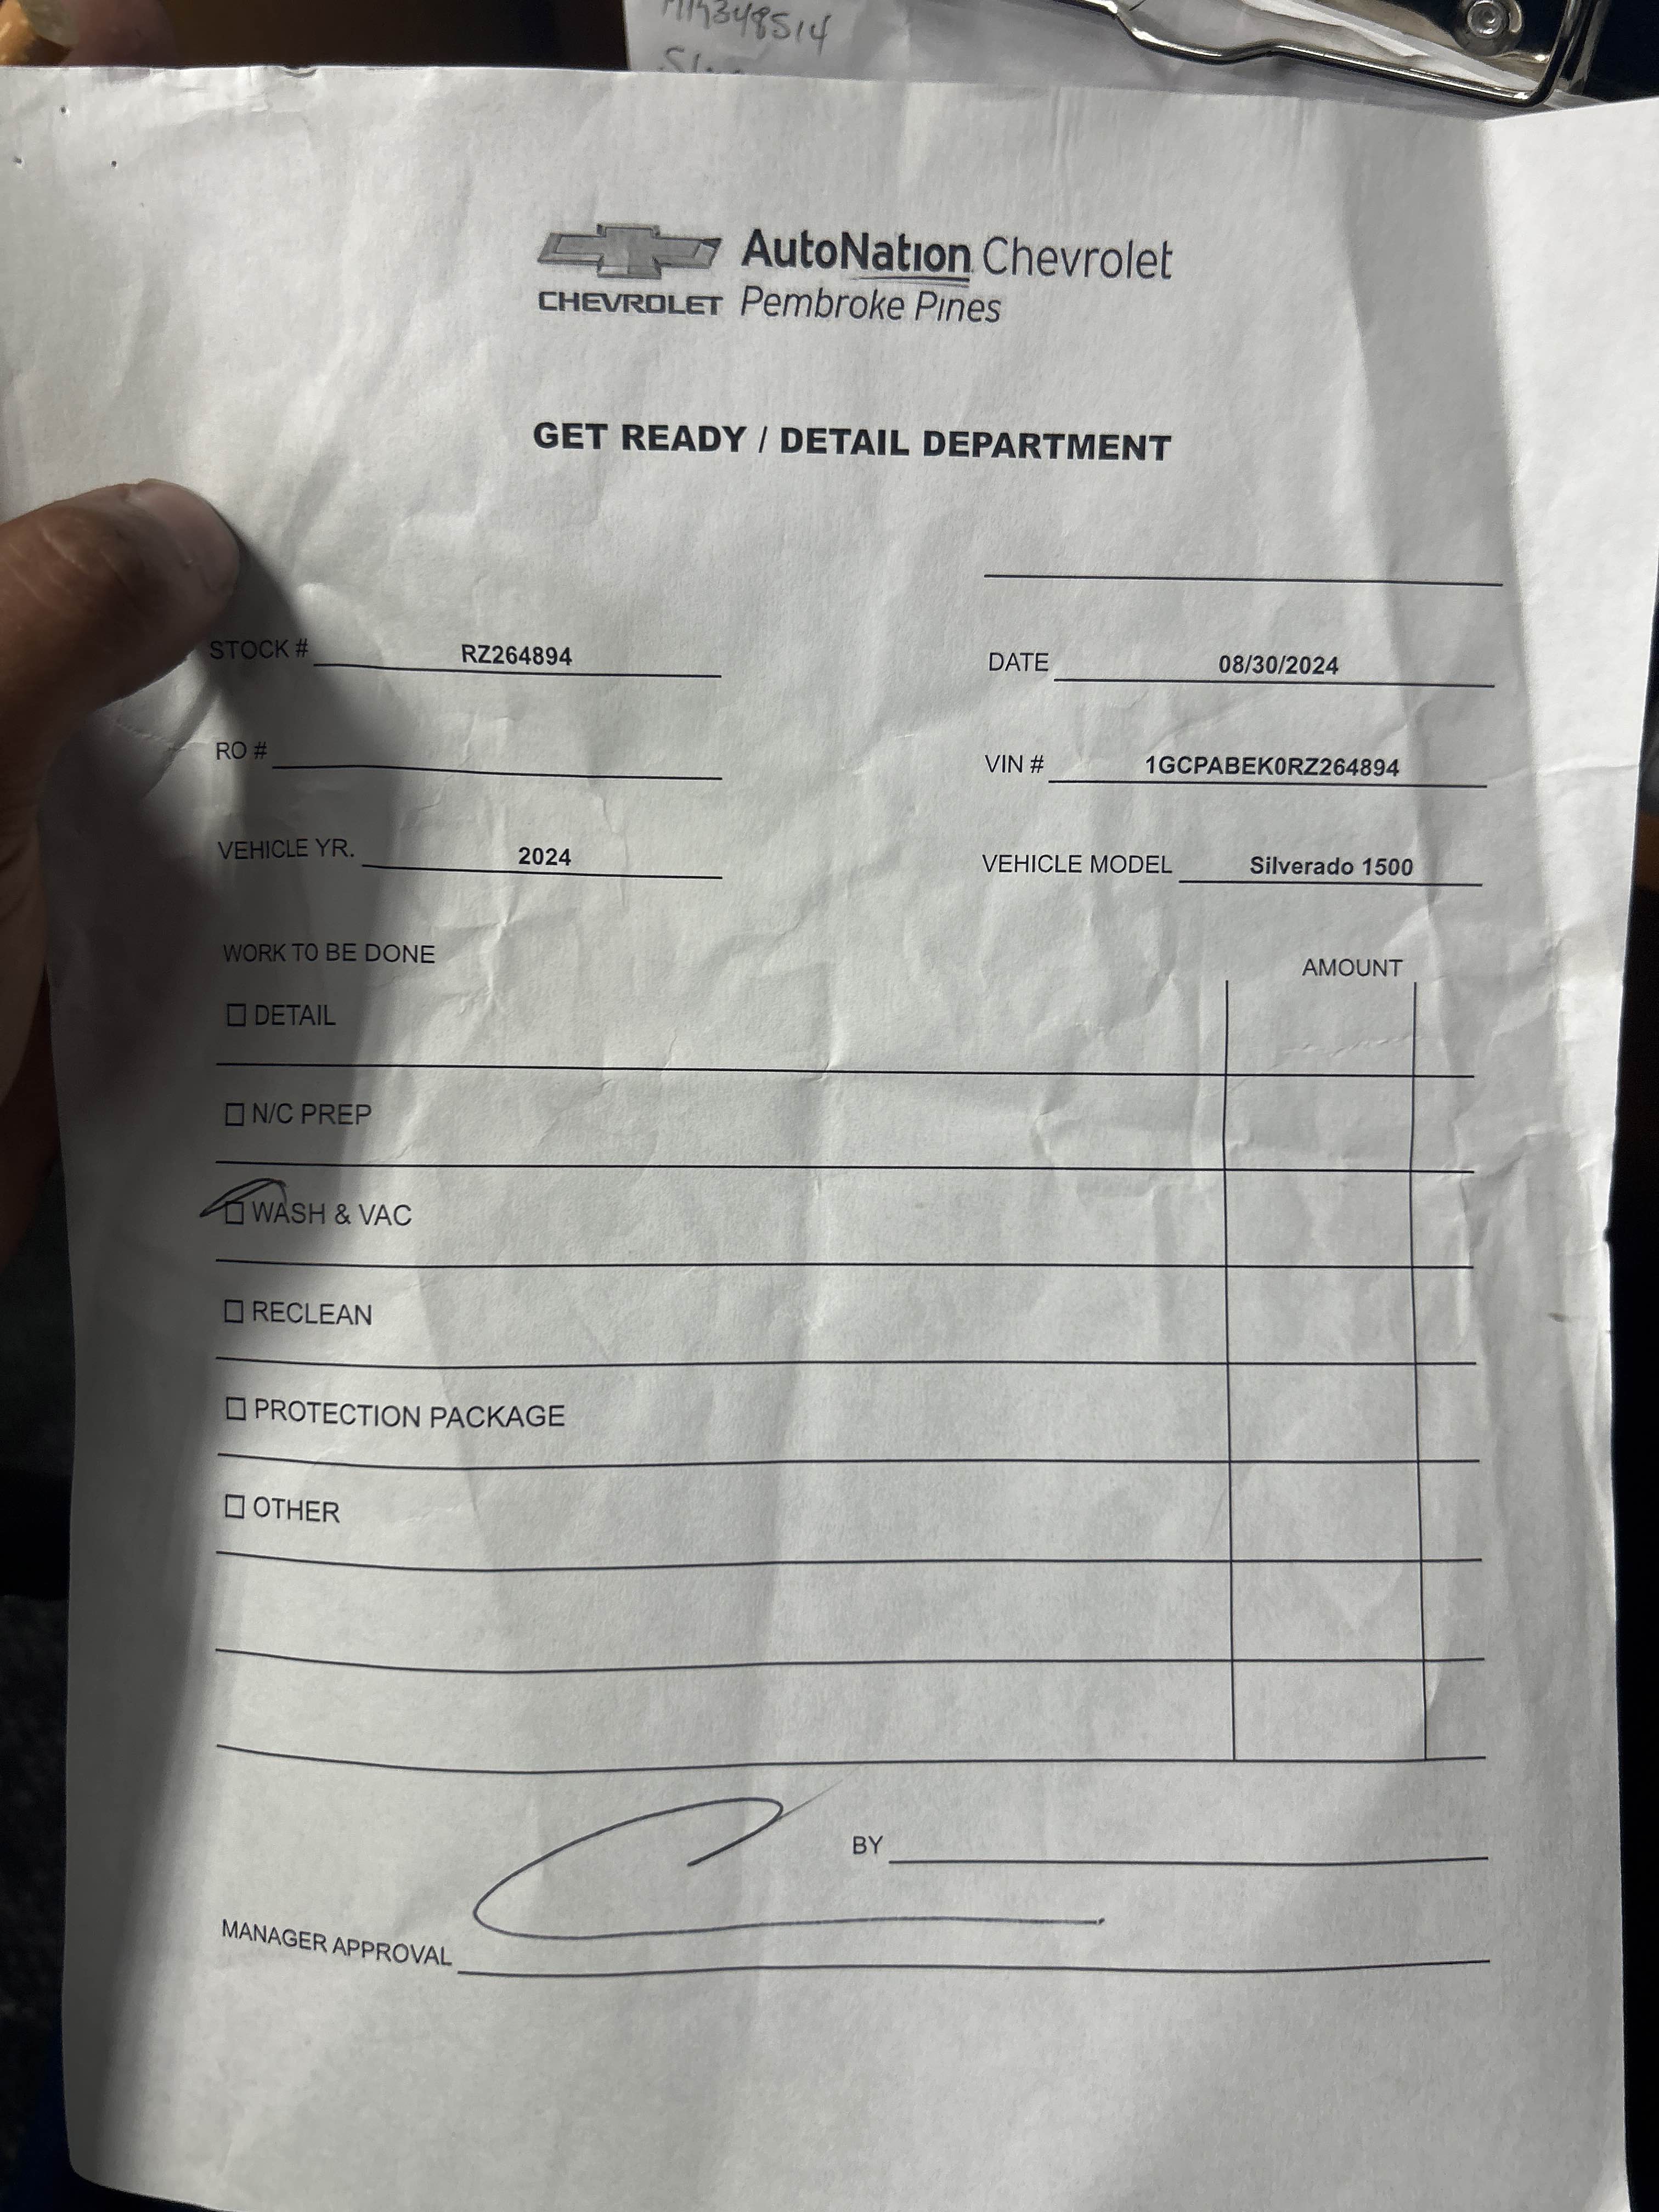 MR348514
AutoNation Chevrolet
CHEVROLET Pembroke Pines
GET READY / DETAIL DEPARTMENT
STOCK # RZ264894 DATE 08/30/2024
RO # VIN # 1GCPABEK0RZ264894
VEHICLE YR. 2024 VEHICLE MODEL Silverado 1500
WORK TO BE DONE AMOUNT
☐ DETAIL
☐ N/C PREP
☐ WASH & VAC
☐ RECLEAN
☐ PROTECTION PACKAGE
☐ OTHER
BY
MANAGER APPROVAL